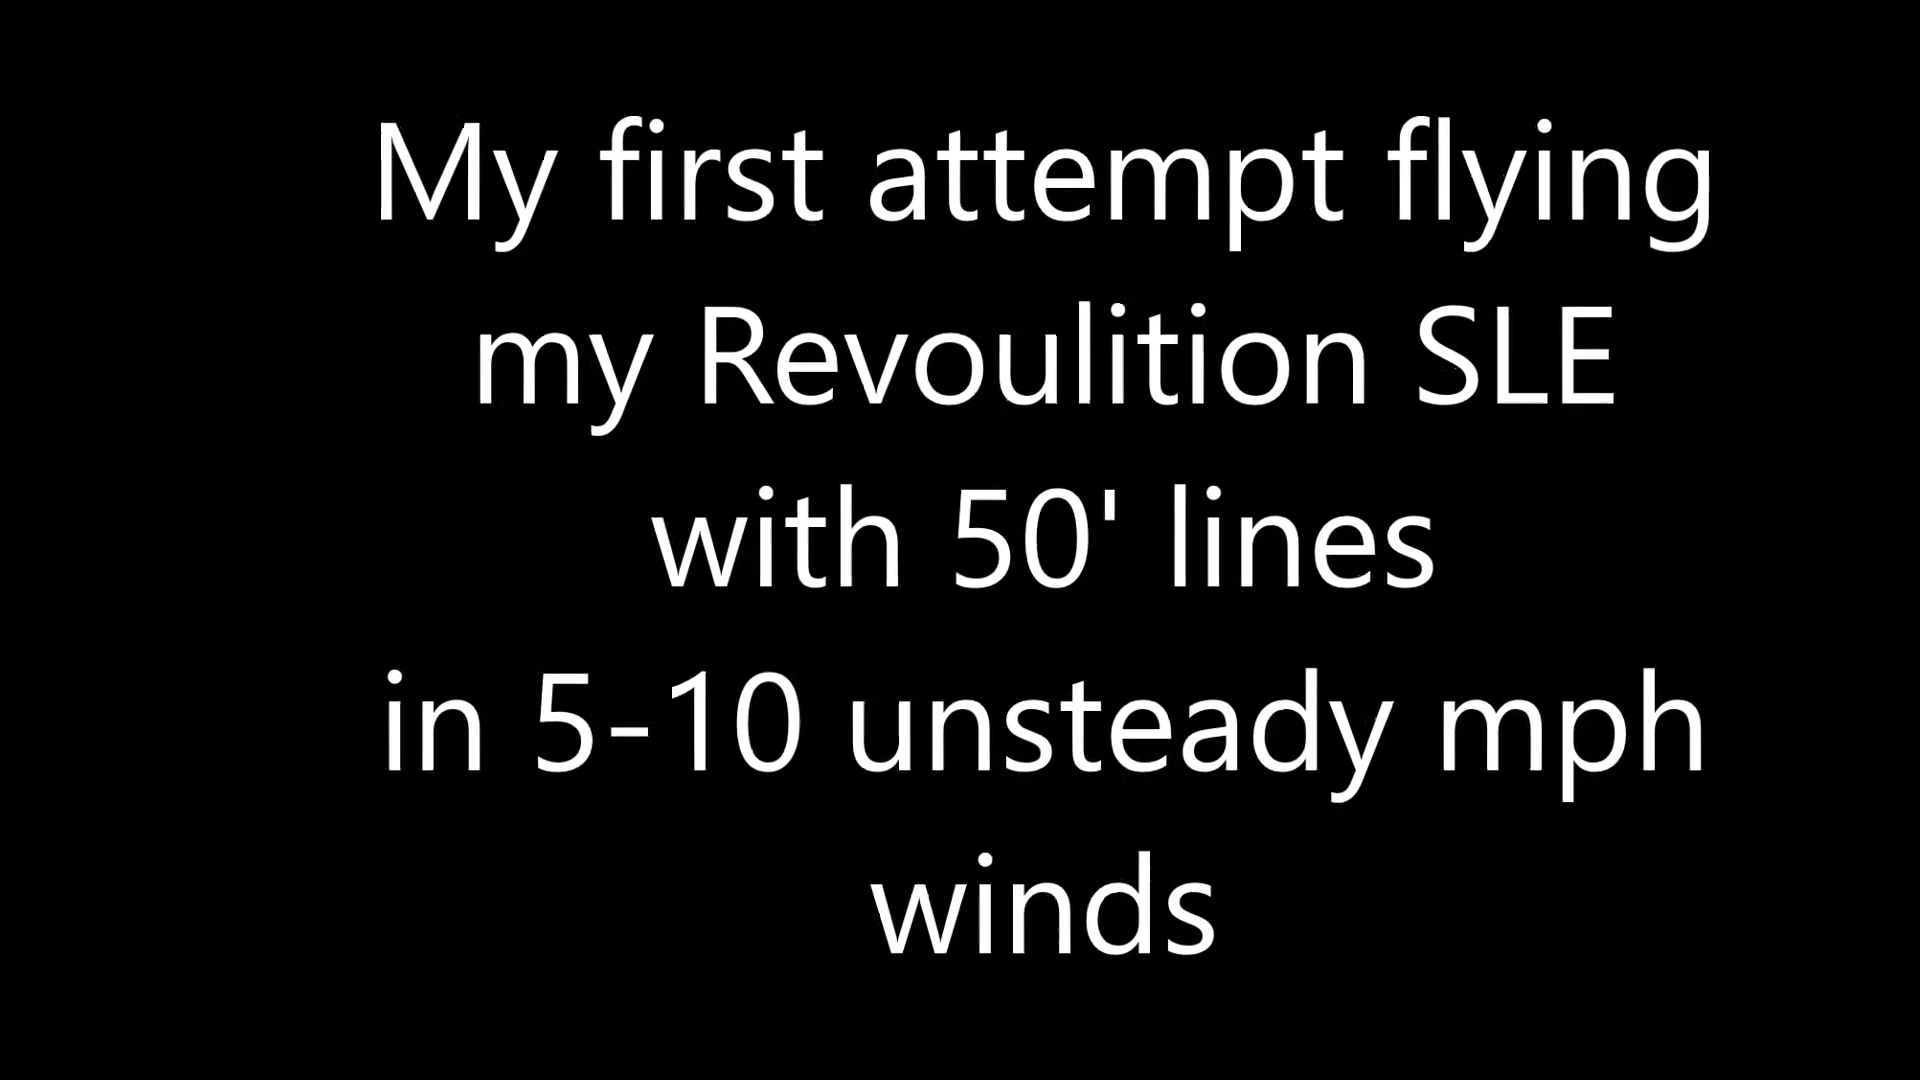 My first attempt flying
my Revoulition SLE
with 50' lines
in 5-10 unsteady mph
winds